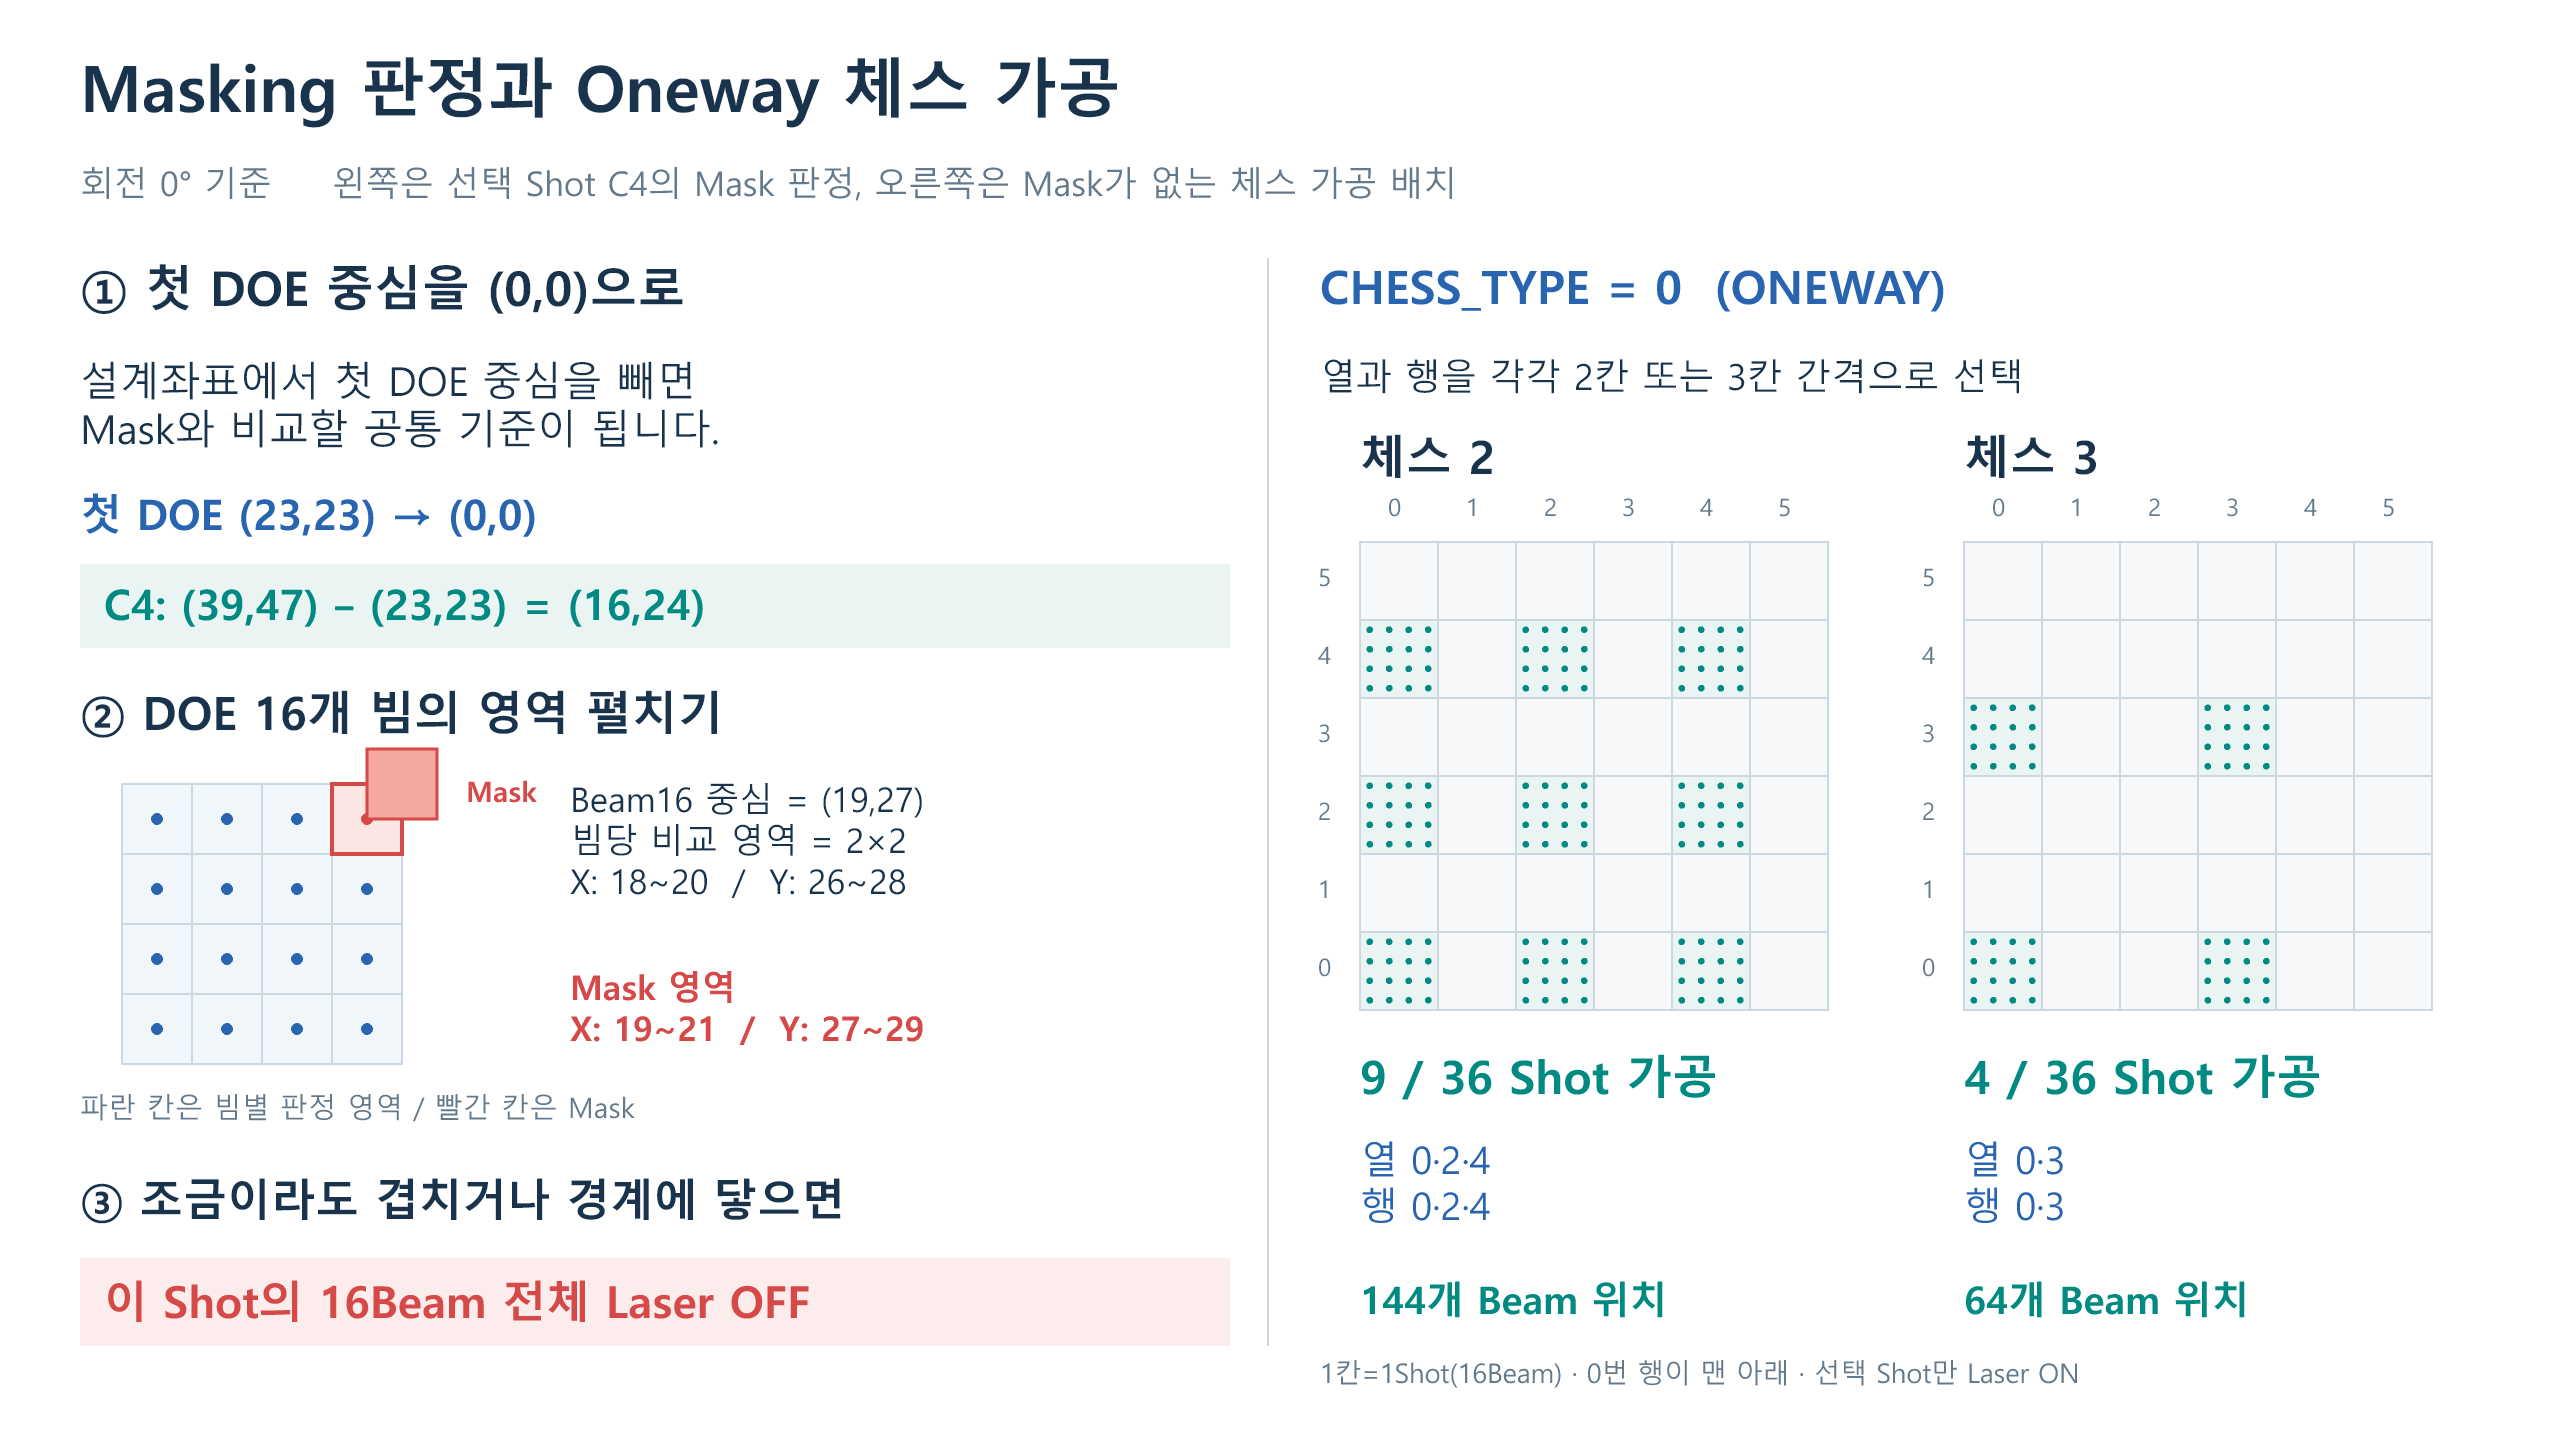 Masking 판정과 Oneway 체스 가공
회전 0° 기준 왼쪽은 선택 Shot C4의 Mask 판정, 오른쪽은 Mask가 없는 체스 가공 배치
① 첫 DOE 중심을 (0,0)으로
설계좌표에서 첫 DOE 중심을 빼면
Mask와 비교할 공통 기준이 됩니다.
첫 DOE (23,23) → (0,0)
C4: (39,47) – (23,23) = (16,24)
② DOE 16개 빔의 영역 펼치기
Mask
Beam16 중심 = (19,27)
빔당 비교 영역 = 2×2
X: 18~20 / Y: 26~28
Mask 영역
X: 19~21 / Y: 27~29
파란 칸은 빔별 판정 영역 / 빨간 칸은 Mask
③ 조금이라도 겹치거나 경계에 닿으면
이 Shot의 16Beam 전체 Laser OFF
CHESS_TYPE = 0 (ONEWAY)
열과 행을 각각 2칸 또는 3칸 간격으로 선택
체스 2
0 1 2 3 4 5
5
4
3
2
1
0
9 / 36 Shot 가공
열 0·2·4
행 0·2·4
144개 Beam 위치
체스 3
0 1 2 3 4 5
5
4
3
2
1
0
4 / 36 Shot 가공
열 0·3
행 0·3
64개 Beam 위치
1칸=1Shot(16Beam) · 0번 행이 맨 아래 · 선택 Shot만 Laser ON